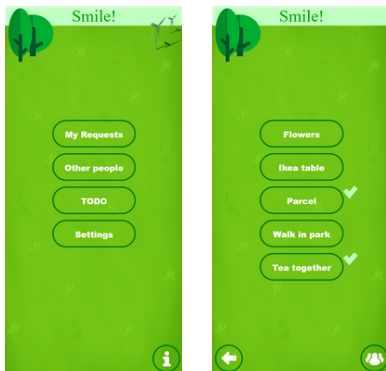 Smile!
My Requests
Other people
TODO
Settings
Smile!
Flowers
Ikea table
Parcel
Walk in park
Tea together